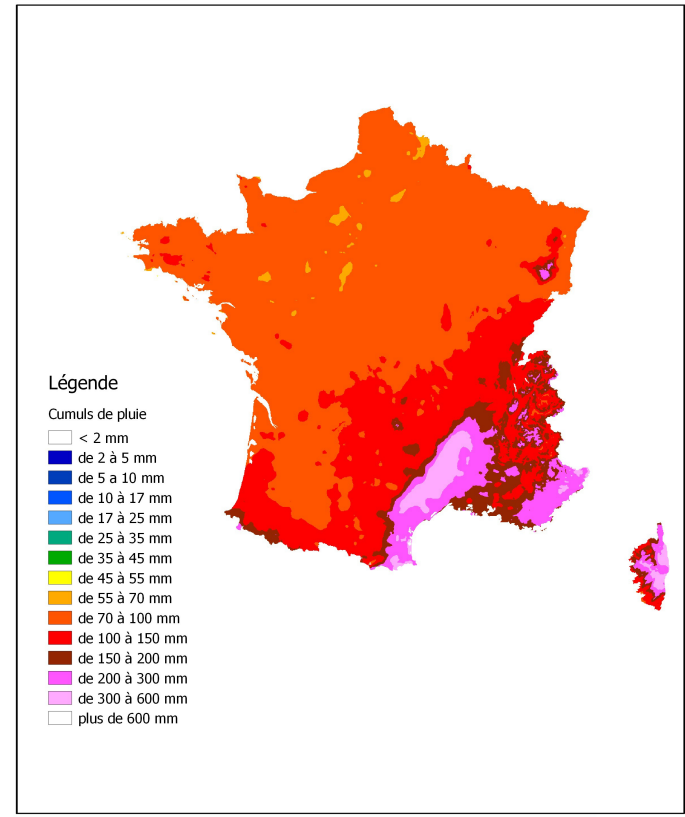 Légende
Cumuls de pluie
< 2 mm
de 2 à 5 mm
de 5 a 10 mm
de 10 à 17 mm
de 17 à 25 mm
de 25 à 35 mm
de 35 à 45 mm
de 45 à 55 mm
de 55 à 70 mm
de 70 à 100 mm
de 100 à 150 mm
de 150 à 200 mm
de 200 à 300 mm
de 300 à 600 mm
plus de 600 mm